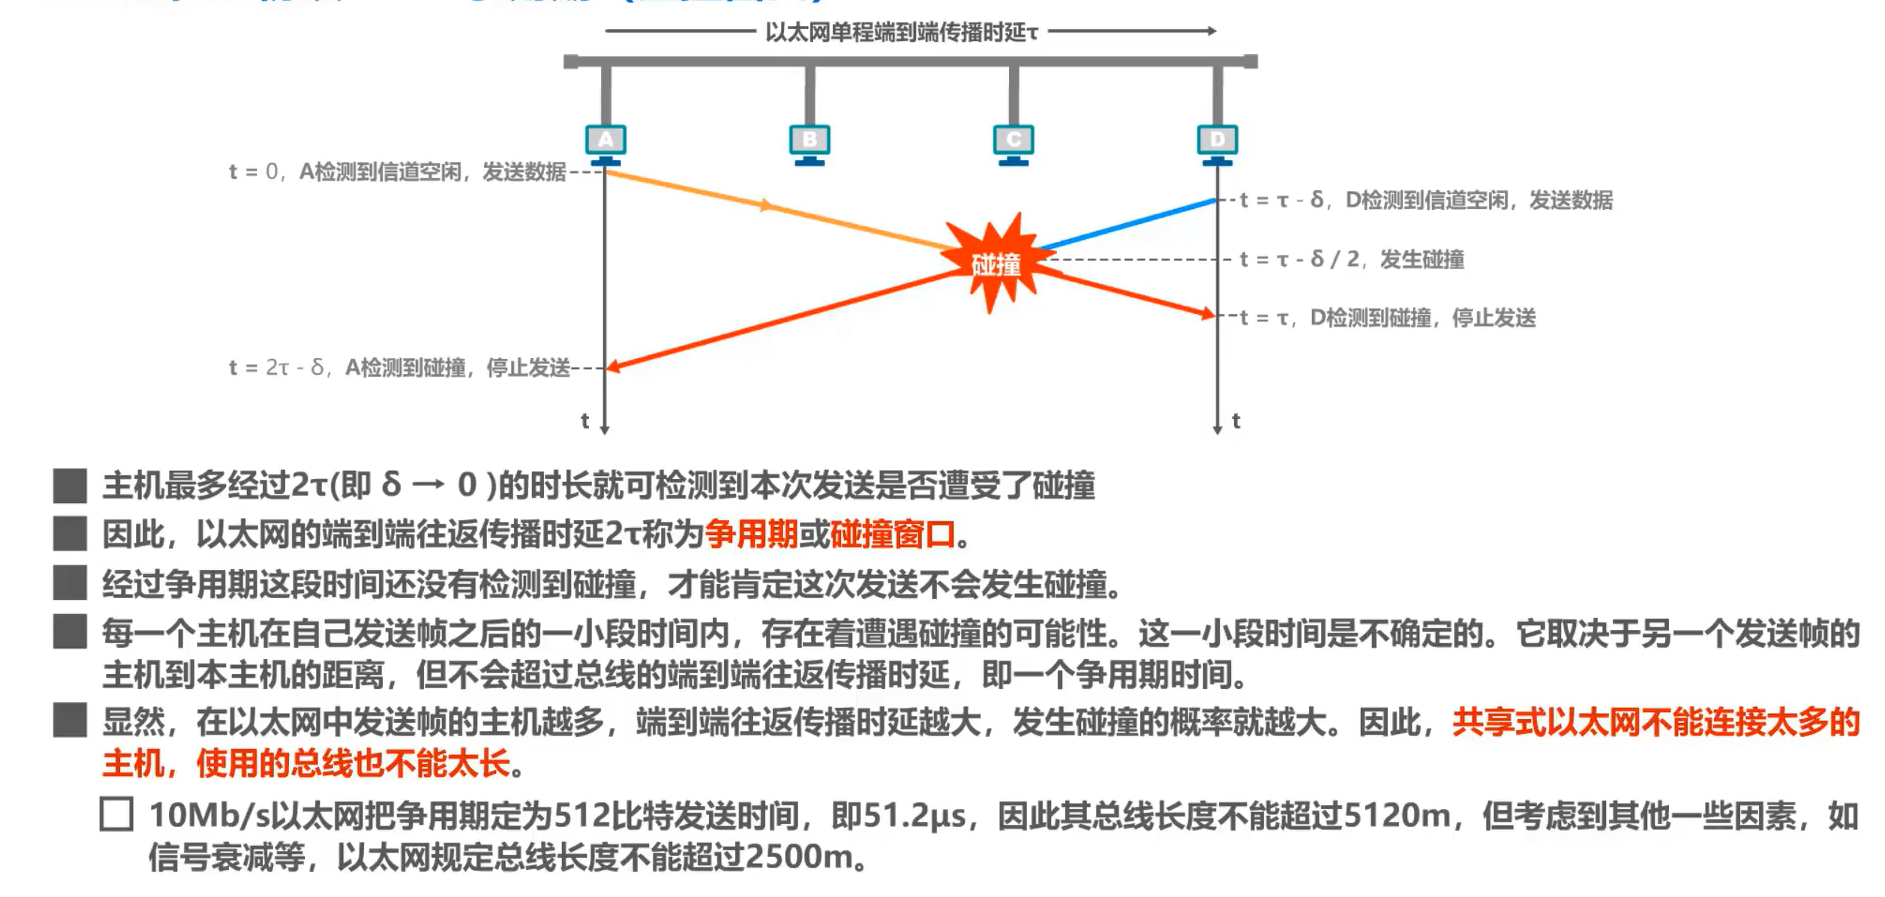 以太网单程端到端传播时延τ
A
B
C
D
t = 0，A检测到信道空闲，发送数据
t = τ - δ，D检测到信道空闲，发送数据
碰撞
t = τ - δ / 2，发生碰撞
t = τ，D检测到碰撞，停止发送
t = 2τ - δ，A检测到碰撞，停止发送
t
t
主机最多经过2τ(即 δ → 0 )的时长就可检测到本次发送是否遭受了碰撞
因此，以太网的端到端往返传播时延2τ称为争用期或碰撞窗口。
经过争用期这段时间还没有检测到碰撞，才能肯定这次发送不会发生碰撞。
每一个主机在自己发送帧之后的一小段时间内，存在着遭遇碰撞的可能性。这一小段时间是不确定的。它取决于另一个发送帧的
主机到本主机的距离，但不会超过总线的端到端往返传播时延，即一个争用期时间。
显然，在以太网中发送帧的主机越多，端到端往返传播时延越大，发生碰撞的概率就越大。因此，共享式以太网不能连接太多的
主机，使用的总线也不能太长。
10Mb/s以太网把争用期定为512比特发送时间，即51.2μs，因此其总线长度不能超过5120m，但考虑到其他一些因素，如
信号衰减等，以太网规定总线长度不能超过2500m。